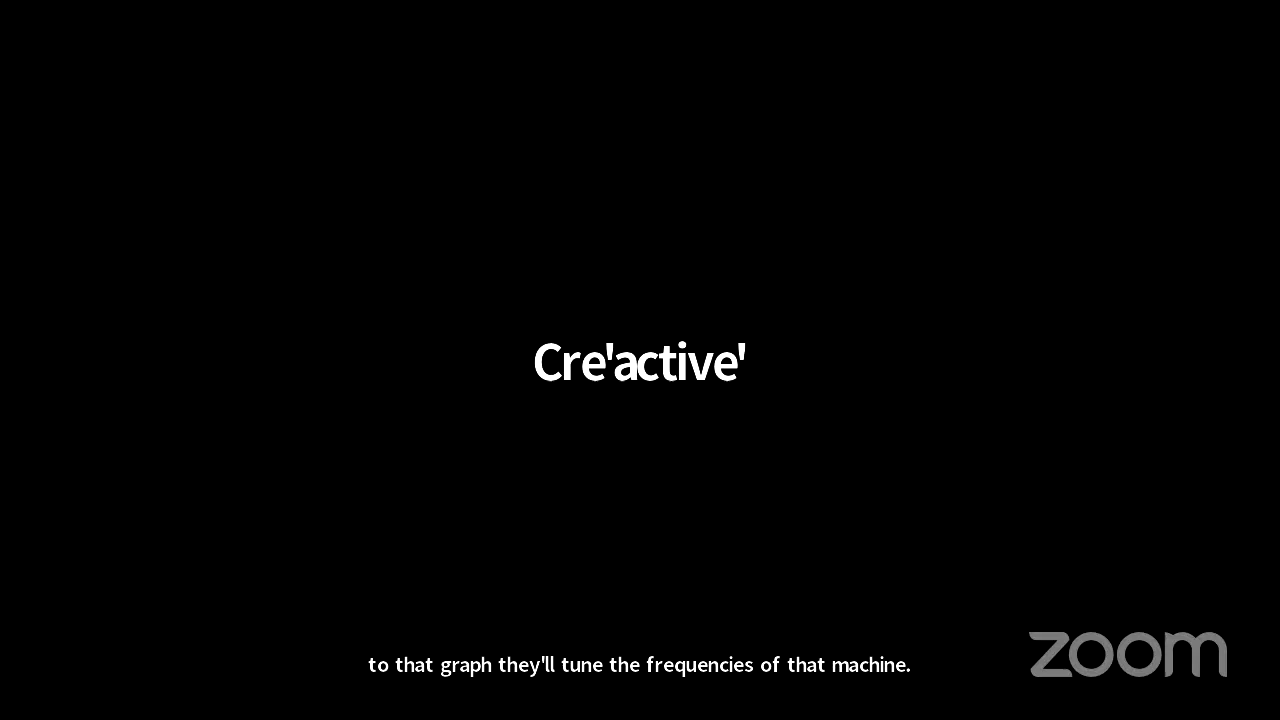 Cre'active'
to that graph they'll tune the frequencies of that machine.
zoom